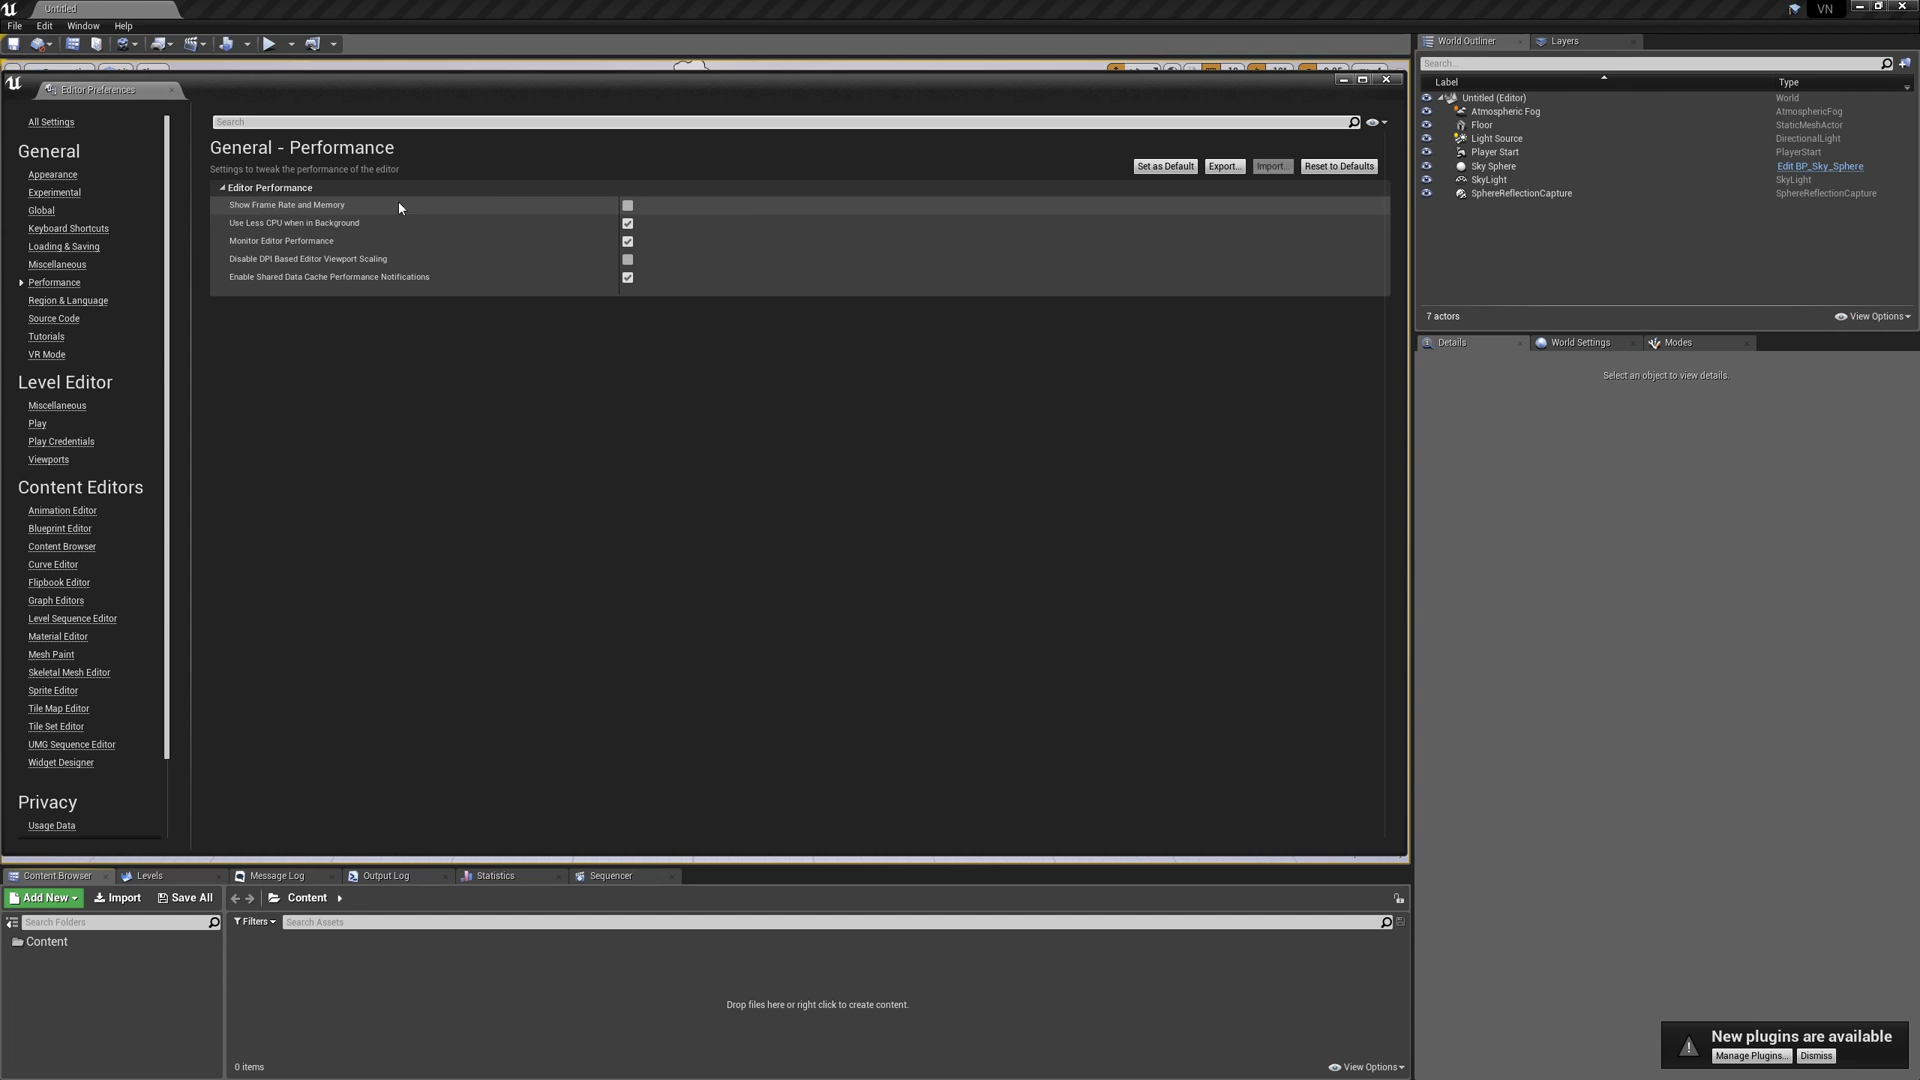 Untitled
VN
File Edit Window Help
World Outliner
Layers
Search...
Label Type
Untitled (Editor) World
Atmospheric Fog AtmosphericFog
Floor StaticMeshActor
Light Source DirectionalLight
Player Start PlayerStart
Sky Sphere Edit BP_Sky_Sphere
SkyLight SkyLight
SphereReflectionCapture SphereReflectionCapture
7 actors
View Options
Details
World Settings
Modes
Select an object to view details.
Editor Preferences
All Settings
General
Appearance
Experimental
Global
Keyboard Shortcuts
Loading & Saving
Miscellaneous
Performance
Region & Language
Source Code
Tutorials
VR Mode
Level Editor
Miscellaneous
Play
Play Credentials
Viewports
Content Editors
Animation Editor
Blueprint Editor
Content Browser
Curve Editor
Flipbook Editor
Graph Editors
Level Sequence Editor
Material Editor
Mesh Paint
Skeletal Mesh Editor
Sprite Editor
Tile Map Editor
Tile Set Editor
UMG Sequence Editor
Widget Designer
Privacy
Usage Data
Search
General - Performance
Settings to tweak the performance of the editor
Set as Default Export... Import... Reset to Defaults
Editor Performance
Show Frame Rate and Memory
Use Less CPU when in Background
Monitor Editor Performance
Disable DPI Based Editor Viewport Scaling
Enable Shared Data Cache Performance Notifications
Content Browser
Levels
Message Log
Output Log
Statistics
Sequencer
Add New Import Save All
Content
Search Folders
Filters
Search Assets
Content
Drop files here or right click to create content.
0 items
View Options
New plugins are available
Manage Plugins... Dismiss